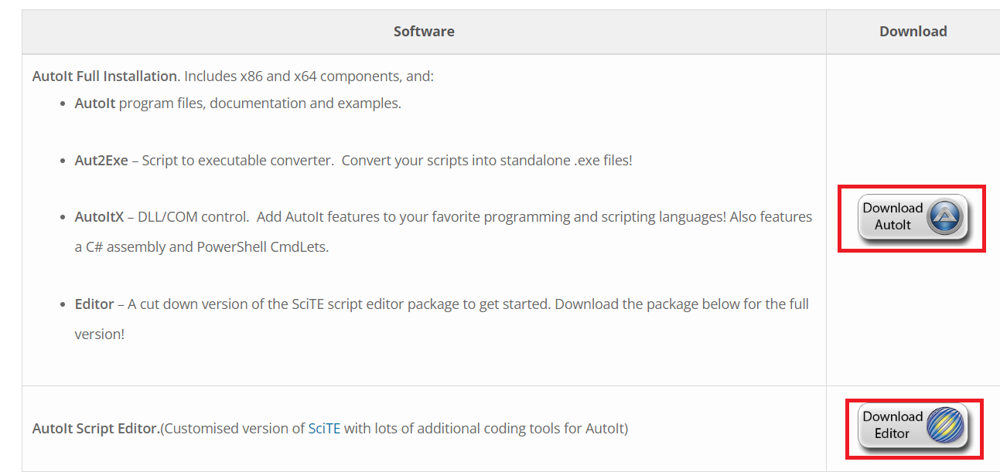 Software Download
AutoIt Full Installation. Includes x86 and x64 components, and:
• AutoIt program files, documentation and examples.
• Aut2Exe – Script to executable converter.  Convert your scripts into standalone .exe files!
• AutoItX – DLL/COM control.  Add AutoIt features to your favorite programming and scripting languages! Also features
a C# assembly and PowerShell CmdLets.
• Editor – A cut down version of the SciTE script editor package to get started. Download the package below for the full
version!
Download
AutoIt
AutoIt Script Editor.(Customised version of SciTE with lots of additional coding tools for AutoIt)
Download
Editor